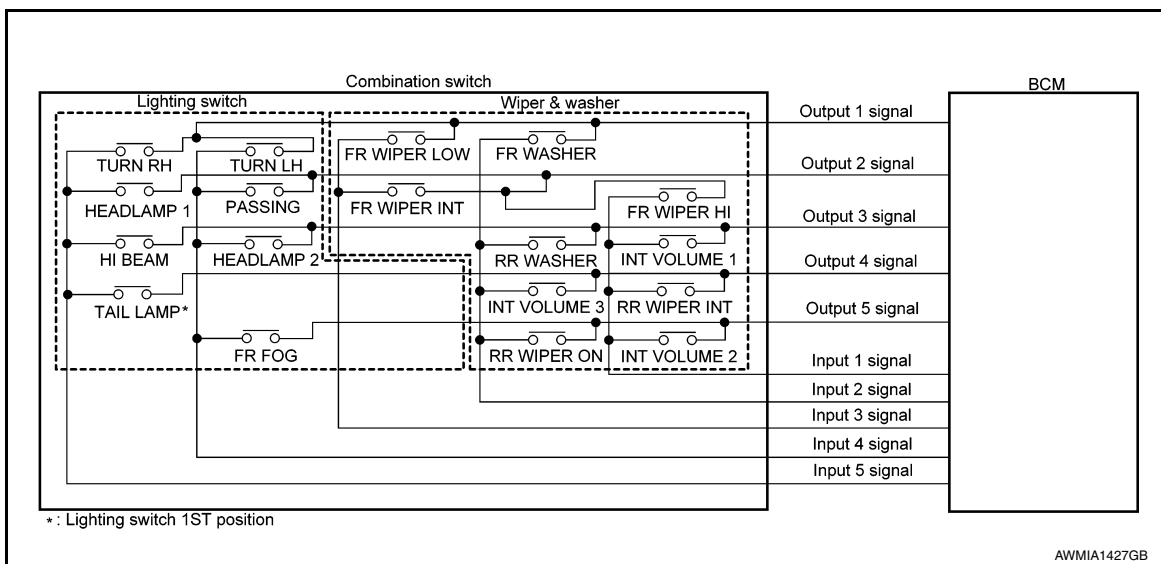 Combination switch
BCM
Lighting switch
Wiper & washer
Output 1 signal
TURN RH
TURN LH
FR WIPER LOW
FR WASHER
Output 2 signal
HEADLAMP 1
PASSING
FR WIPER INT
FR WIPER HI
Output 3 signal
HI BEAM
HEADLAMP 2
RR WASHER
INT VOLUME 1
Output 4 signal
TAIL LAMP*
INT VOLUME 3
RR WIPER INT
Output 5 signal
FR FOG
RR WIPER ON
INT VOLUME 2
Input 1 signal
Input 2 signal
Input 3 signal
Input 4 signal
Input 5 signal
* : Lighting switch 1ST position
AWMIA1427GB